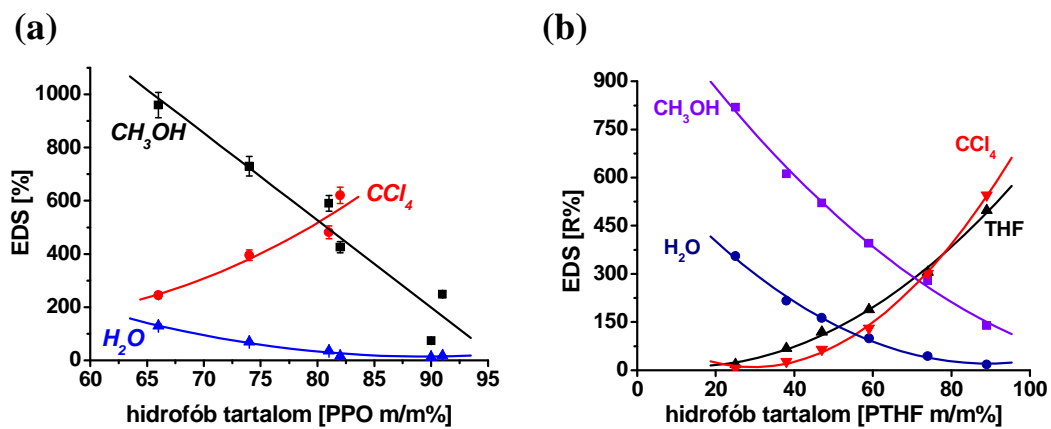 (a)
1000
800
600
400
200
0
EDS [%]
CH₃OH
CCl₄
H₂O
60 65 70 75 80 85 90 95
hidrofób tartalom [PPO m/m%]
(b)
900
750
600
450
300
150
0
EDS [R%]
CH₃OH
CCl₄
THF
H₂O
0 20 40 60 80 100
hidrofób tartalom [PTHF m/m%]